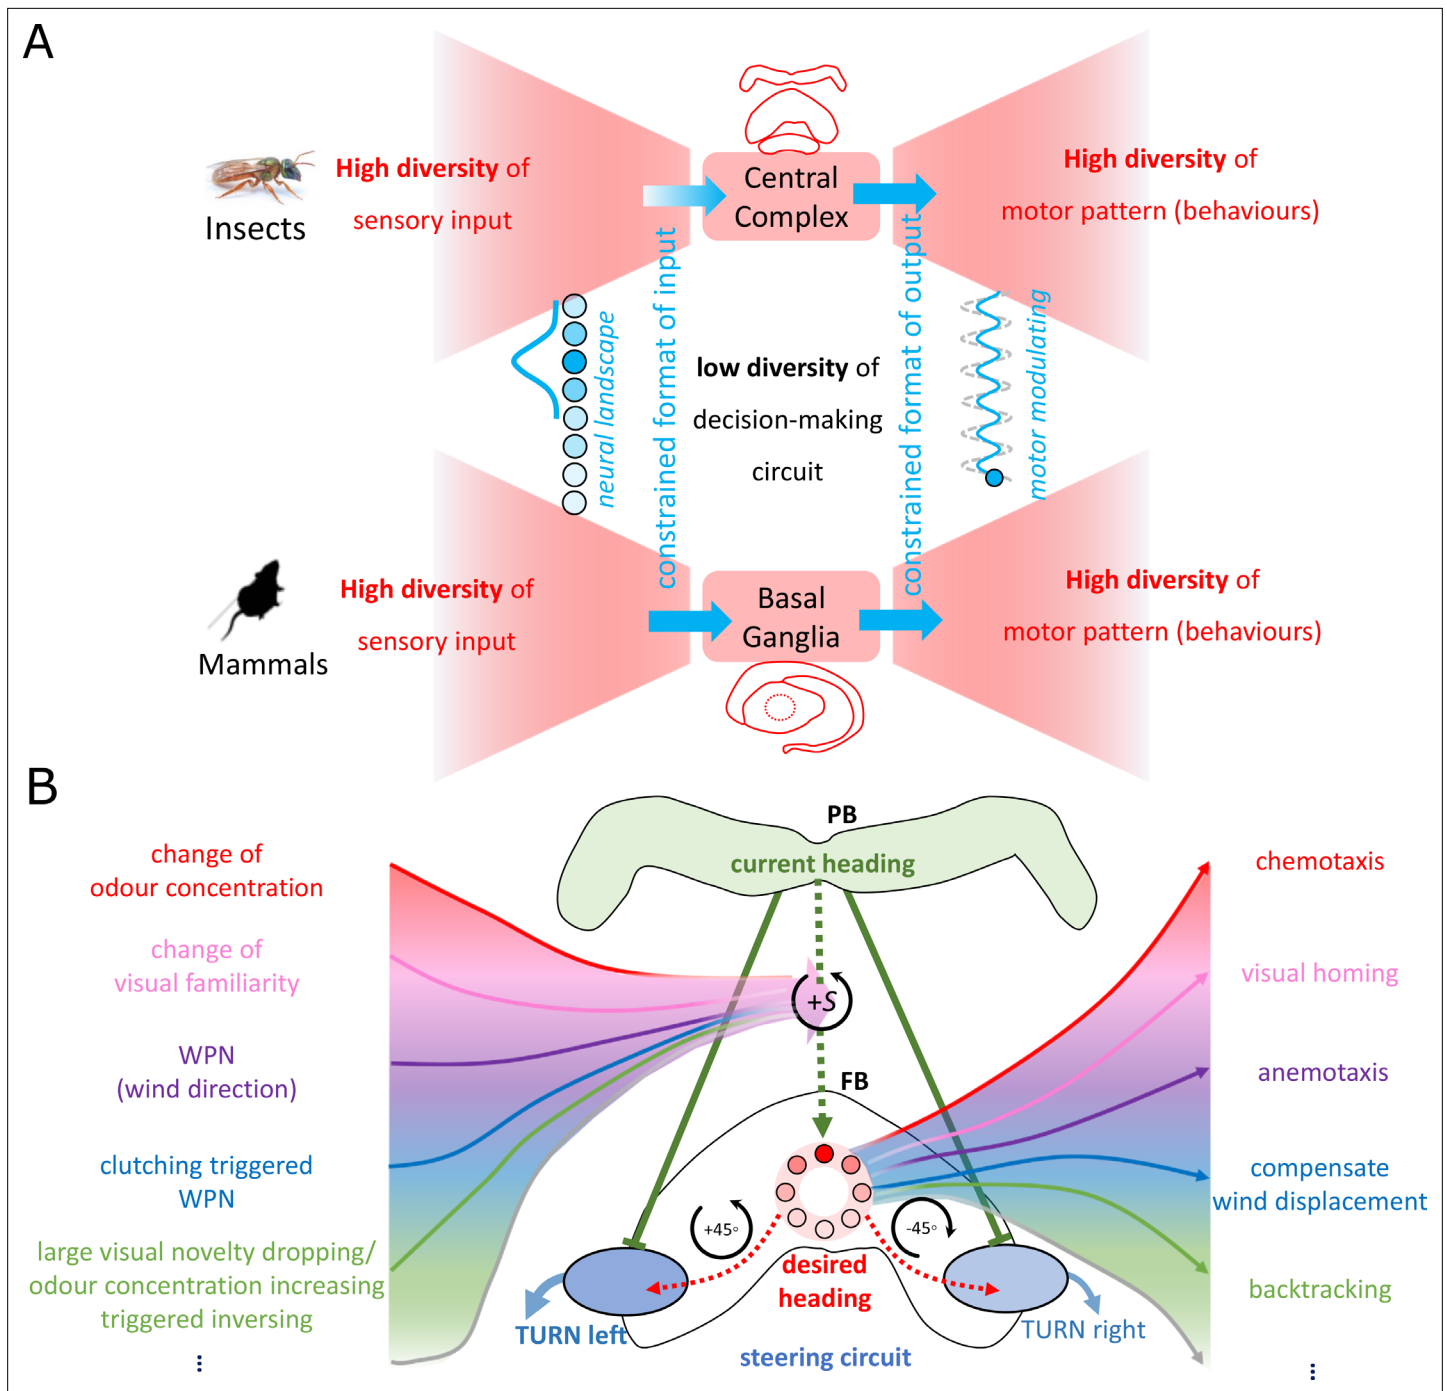 A
High diversity of
sensory input
Insects
Central
Complex
High diversity of
motor pattern (behaviours)
neural landscape
constrained format of input
low diversity of
decision-making
circuit
constrained format of output
motor modulating
Mammals
High diversity of
sensory input
Basal
Ganglia
High diversity of
motor pattern (behaviours)
B
PB
current heading
change of
odour concentration
change of
visual familiarity
WPN
(wind direction)
clutching triggered
WPN
large visual novelty dropping/
odour concentration increasing
triggered inversing
⋮
+S
FB
+45°
-45°
desired
heading
TURN left
TURN right
steering circuit
chemotaxis
visual homing
anemotaxis
compensate
wind displacement
backtracking
⋮